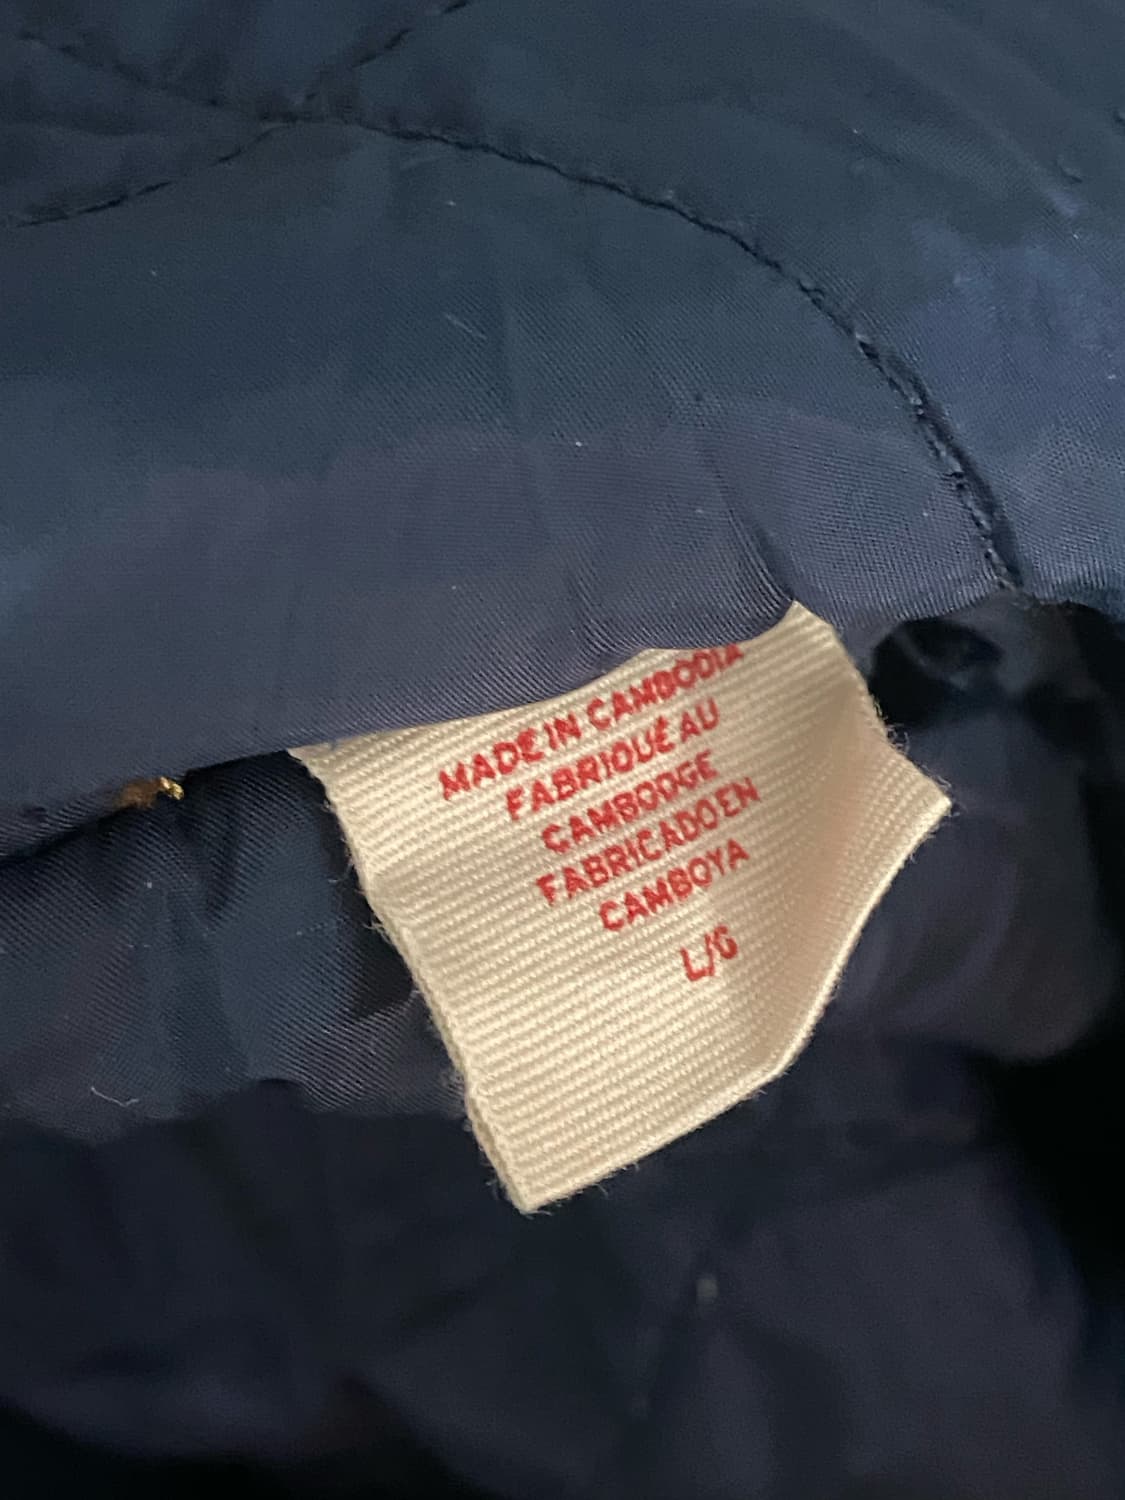 MADE IN CAMBODIA
FABRIQUÉ AU
CAMBODGE
FABRICADO EN
CAMBOYA
L/G